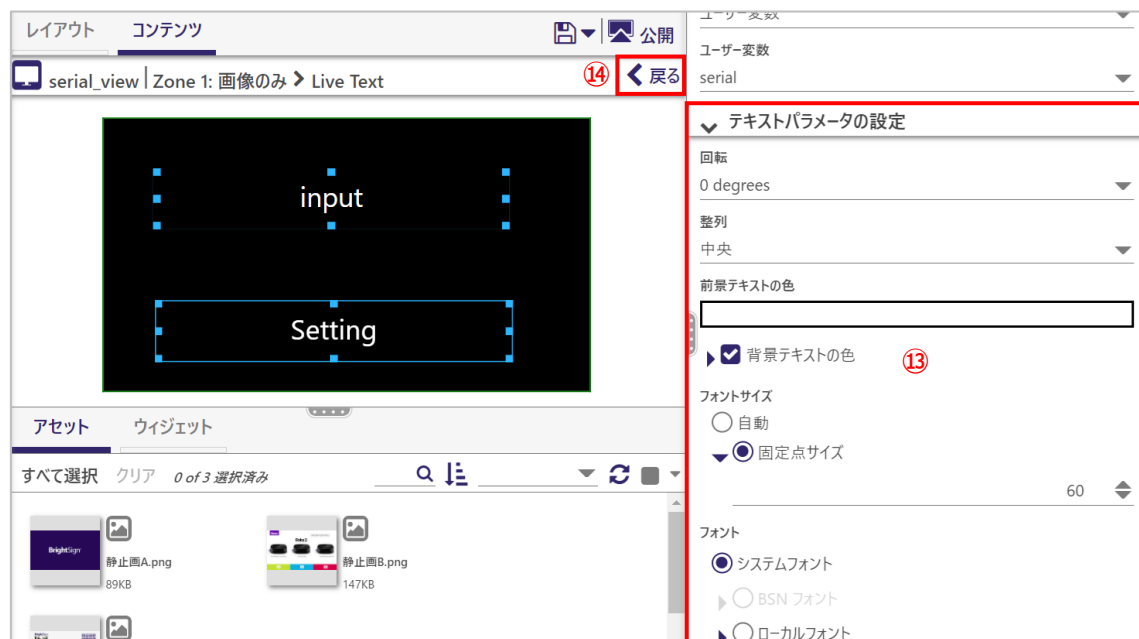 レイアウト コンテンツ 公開
serial_view Zone 1: 画像のみ Live Text ⑭ 戻る
input
Setting
アセット ウィジェット
すべて選択 クリア 0 of 3 選択済み
BrightSign
静止画A.png
89KB
静止画B.png
147KB
ユーザー変数
ユーザー変数
serial
テキストパラメータの設定
回転
0 degrees
整列
中央
前景テキストの色
背景テキストの色 ⑬
フォントサイズ
自動
固定点サイズ
60
フォント
システムフォント
BSN フォント
ローカルフォント